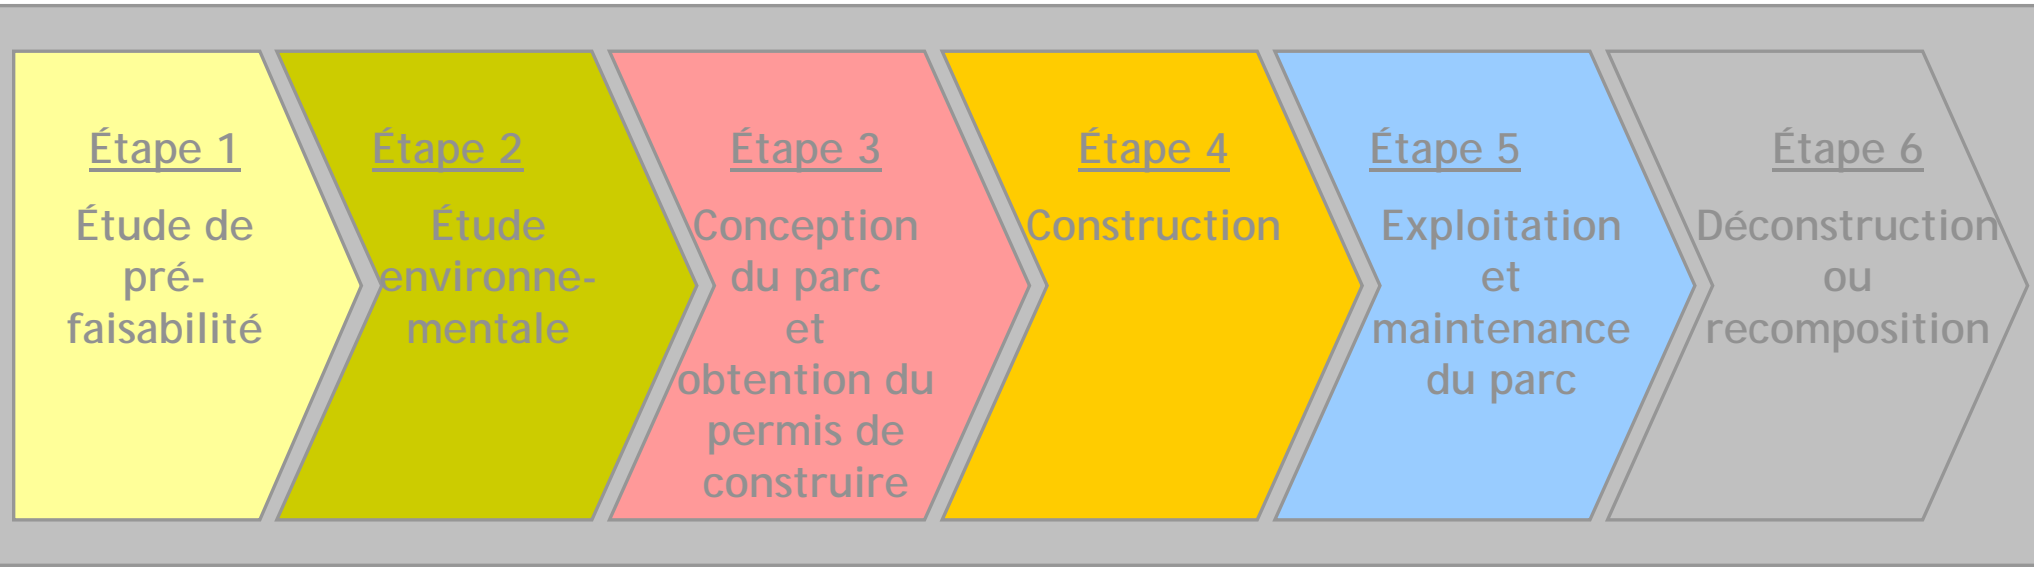 Étape 1
Étude de
pré-
faisabilité
Étape 2
Étude
environne-
mentale
Étape 3
Conception
du parc
et
obtention du
permis de
construire
Étape 4
Construction
Étape 5
Exploitation
et
maintenance
du parc
Étape 6
Déconstruction
ou
recomposition